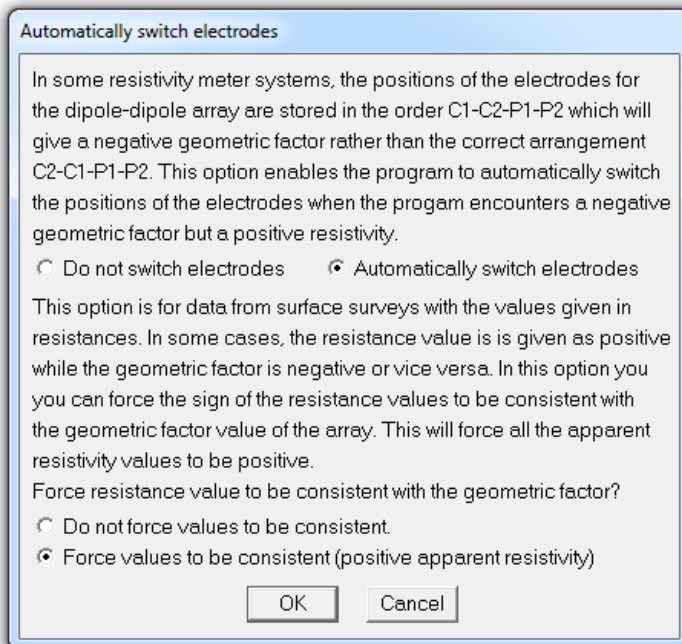 Automatically switch electrodes
In some resistivity meter systems, the positions of the electrodes for
the dipole-dipole array are stored in the order C1-C2-P1-P2 which will
give a negative geometric factor rather than the correct arrangement
C2-C1-P1-P2. This option enables the program to automatically switch
the positions of the electrodes when the progam encounters a negative
geometric factor but a positive resistivity.
Do not switch electrodes Automatically switch electrodes
This option is for data from surface surveys with the values given in
resistances. In some cases, the resistance value is is given as positive
while the geometric factor is negative or vice versa. In this option you
you can force the sign of the resistance values to be consistent with
the geometric factor value of the array. This will force all the apparent
resistivity values to be positive.
Force resistance value to be consistent with the geometric factor?
Do not force values to be consistent.
Force values to be consistent (positive apparent resistivity)
OK Cancel